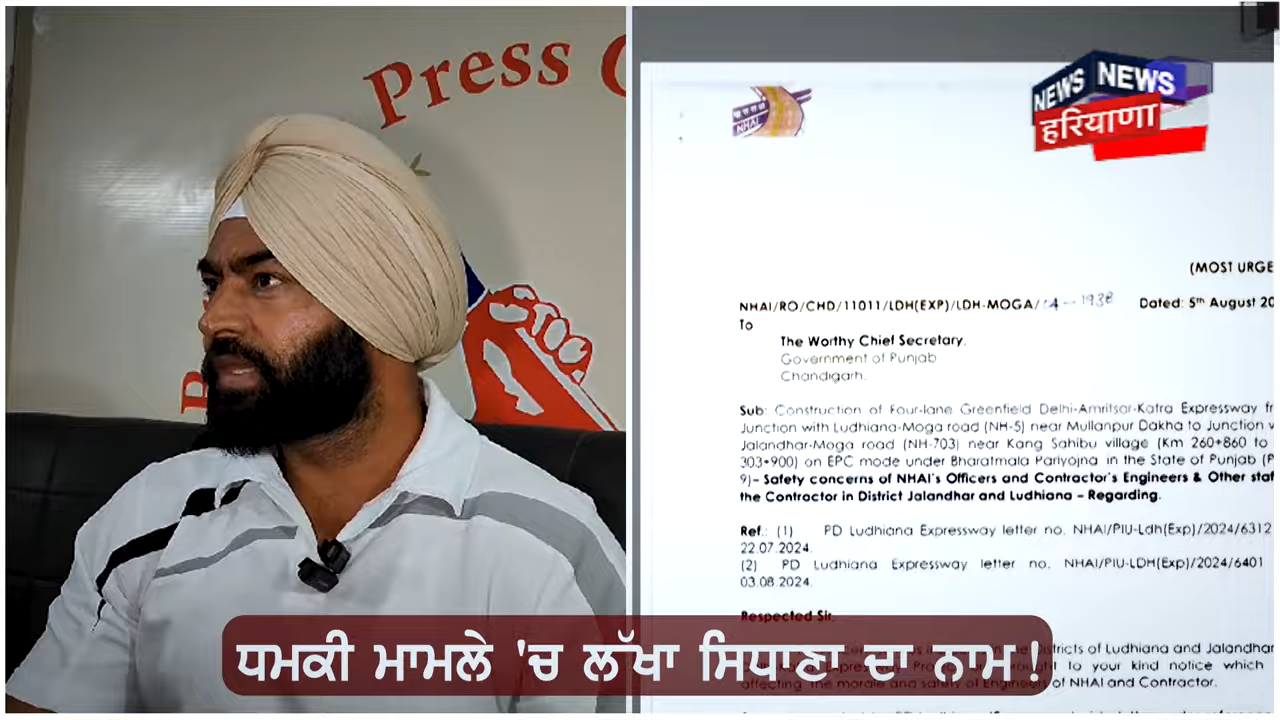 Press
NHAI
NEWS NEWS
हरियाणा
(MOST URGE
NHAI/RO/CHD/11011/LDH(EXP)/LDH-MOGA/ Dated: 5th August 20
To
The Worthy Chief Secretary,
Government of Punjab
Chandigarh.
Sub: Construction of Four-lane Greenfield Delhi-Amritsar-Katra Expressway fr
Junction with Ludhiana-Moga road (NH-5) near Mullanpur Dakha to Junction w
Jalandhar-Moga road (NH-703) near Kang Sahibu village (Km 260+860 to
303+900) on EPC mode under Bharatmala Pariyojna in the State of Punjab (P
9)– Safety concerns of NHAI's Officers and Contractor's Engineers & Other staf
the Contractor in District Jalandhar and Ludhiana – Regarding.
Ref.: (1) PD Ludhiana Expressway letter no. NHAI/PIU-Ldh(Exp)/2024/6312
22.07.2024.
(2) PD Ludhiana Expressway letter no. NHAI/PIU-LDH(Exp)/2024/6401
03.08.2024.
Respected Sir,
stricts of Ludhiana and Jalandhar
to your kind notice which
affecting the morale and safety of Engineers of NHAI and Contractor.
ਧਮਕੀ ਮਾਮਲੇ 'ਚ ਲੱਖਾ ਸਿਧਾਣਾ ਦਾ ਨਾਮ !